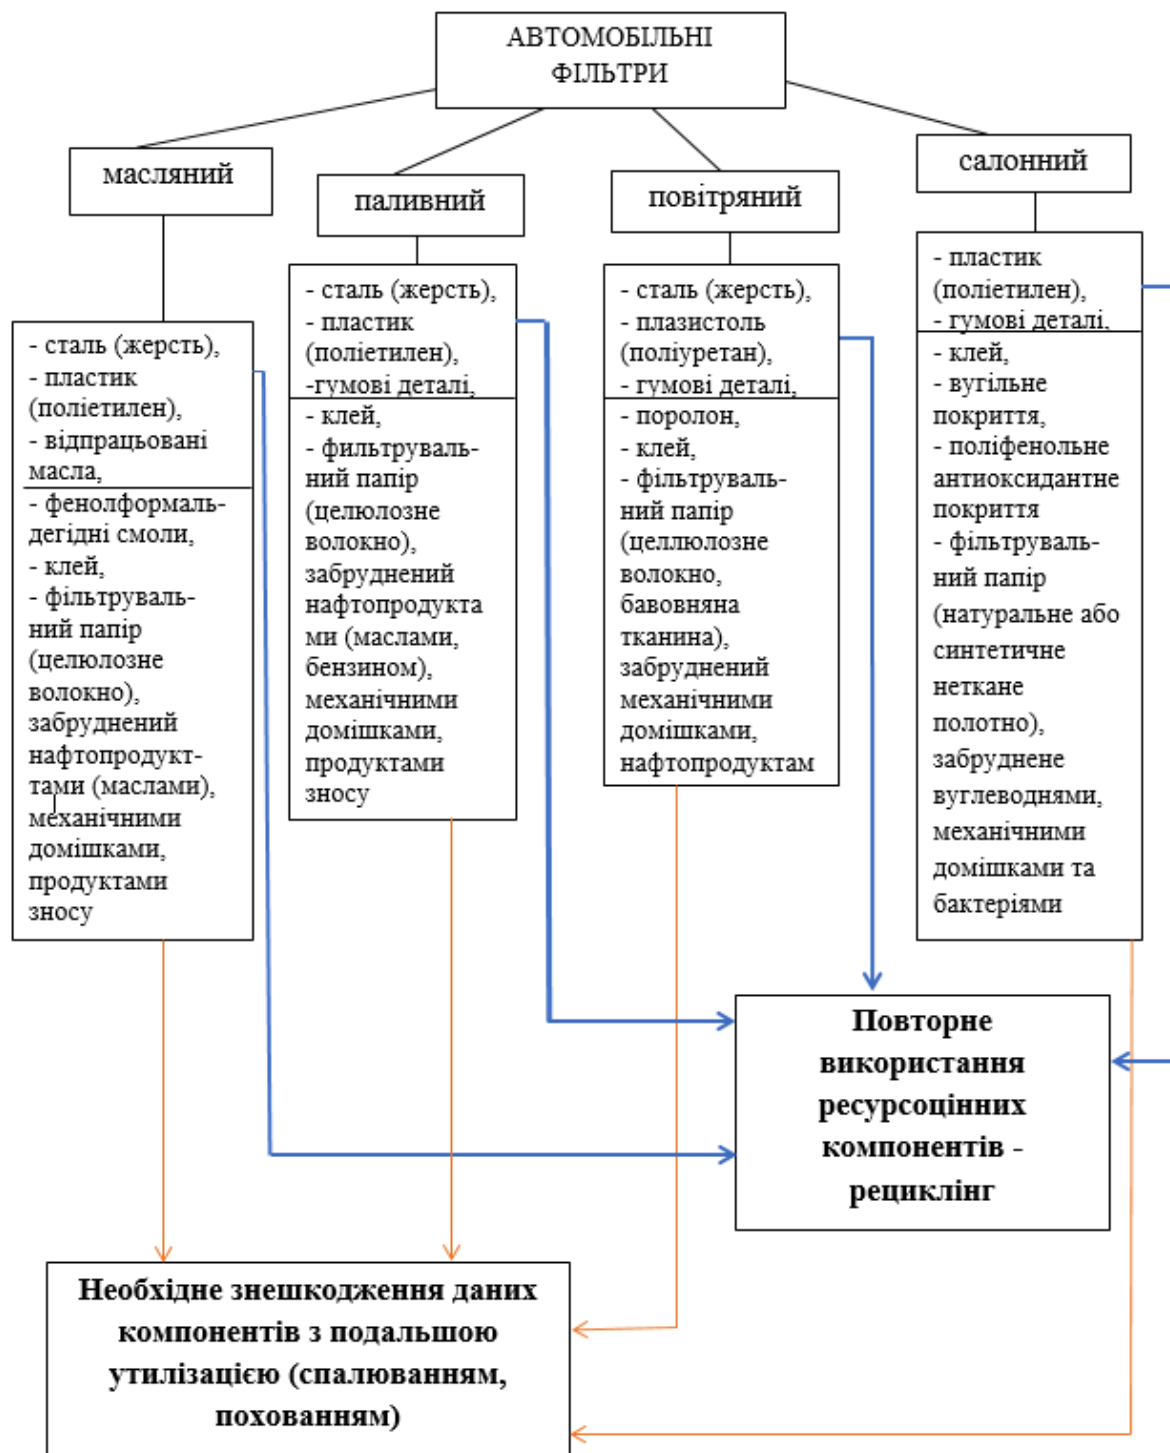 АВТОМОБІЛЬНІ
ФІЛЬТРИ
масляний
паливний
повітряний
салонний
- сталь (жерсть),
- пластик
(поліетилен),
- відпрацьовані
масла,
- фенолформаль-
дегідні смоли,
- клей,
- фільтруваль-
ний папір
(целюлозне
волокно),
забруднений
нафтопродукт-
тами (маслами),
механічними
домішками,
продуктами
зносу
- сталь (жерсть),
- пластик
(поліетилен),
-гумові деталі,
- клей,
- фильтруваль-
ний папір
(целюлозне
волокно),
забруднений
нафтопродукта
ми (маслами,
бензином),
механічними
домішками,
продуктами
зносу
- сталь (жерсть),
- плазистоль
(поліуретан),
- гумові деталі,
- поролон,
- клей,
- фільтруваль-
ний папір
(целлюлозне
волокно,
бавовняна
тканина),
забруднений
механічними
домішками,
нафтопродуктам
- пластик
(поліетилен),
- гумові деталі,
- клей,
- вугільне
покриття,
- поліфенольне
антиоксидантне
покриття
- фільтруваль-
ний папір
(натуральне або
синтетичне
неткане
полотно),
забруднене
вуглеводнями,
механічними
домішками та
бактеріями
Повторне
використання
ресурсоцінних
компонентів -
рециклінг
Необхідне знешкодження даних
компонентів з подальшою
утилізацією (спалюванням,
похованням)